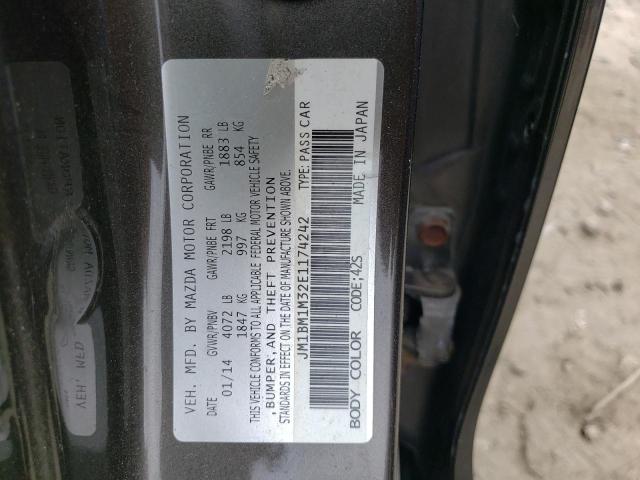 VEH. MFD. BY MAZDA MOTOR CORPORATION
DATE GVWR/PNBV GAWR/PNBE FRT GAWR/PNBE RR
01/14 4072 LB 2198 LB 1883 LB
1847 KG 997 KG 854 KG
THIS VEHICLE CONFORMS TO ALL APPLICABLE FEDERAL MOTOR VEHICLE SAFETY
, BUMPER, AND THEFT PREVENTION
STANDARDS IN EFFECT ON THE DATE OF MANUFACTURE SHOWN ABOVE.
JM1BM1M32E1174242 TYPE: PASS CAR
BODY COLOR CODE;42S MADE IN JAPAN